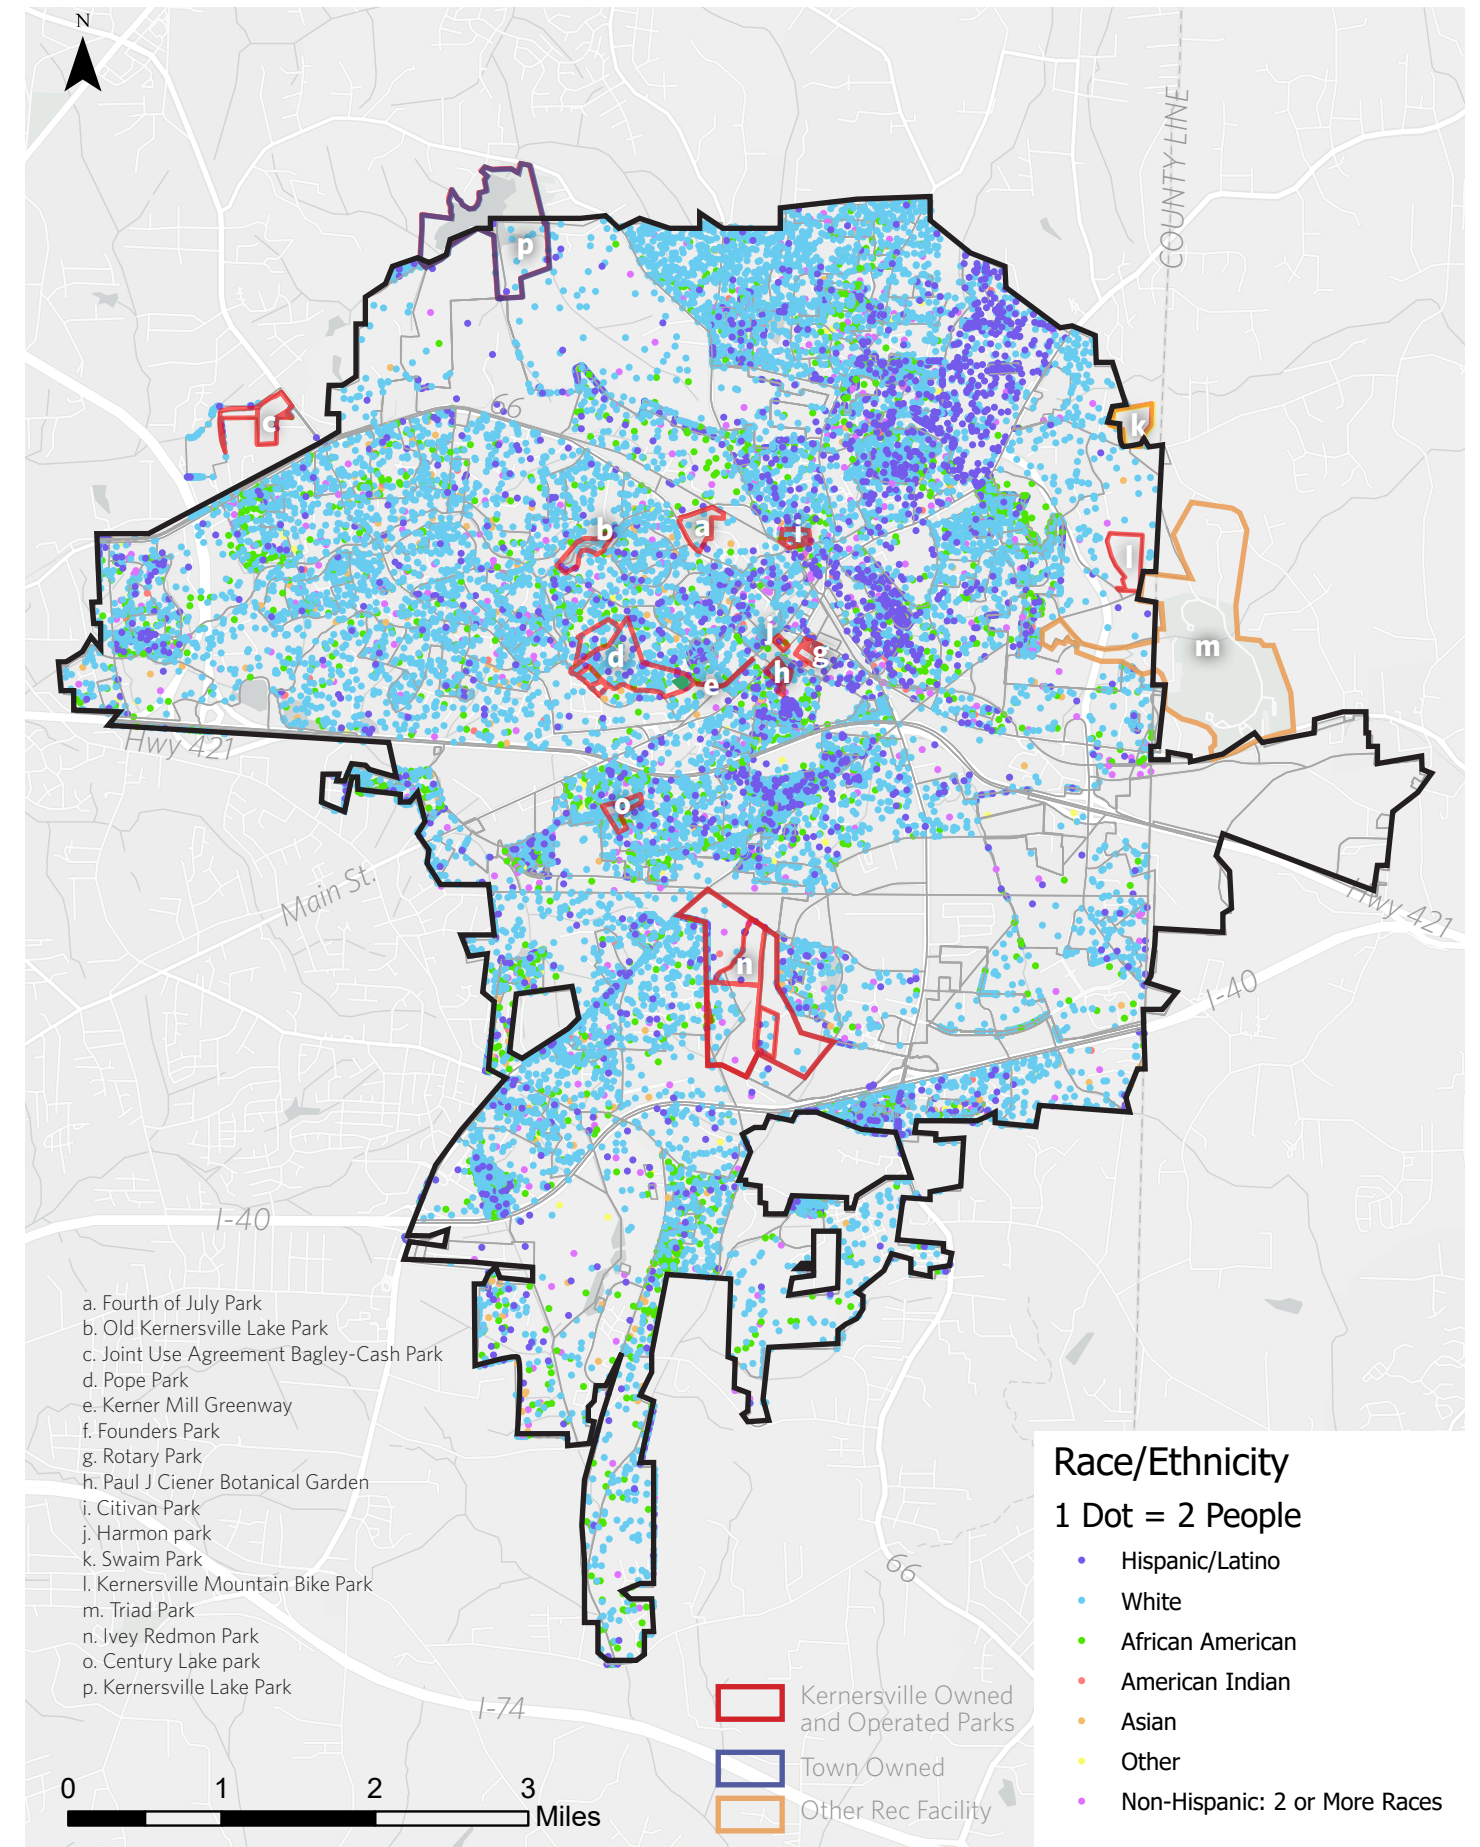 N
COUNTY LINE
p
66
c
k
b
a
l
j
g
d
h
e
m
Hwy 421
o
Main St.
Hwy 421
n
I-40
I-40
a. Fourth of July Park
b. Old Kernersville Lake Park
c. Joint Use Agreement Bagley-Cash Park
d. Pope Park
e. Kerner Mill Greenway
f. Founders Park
g. Rotary Park
h. Paul J Ciener Botanical Garden
i. Citivan Park
j. Harmon park
k. Swaim Park
l. Kernersville Mountain Bike Park
m. Triad Park
n. Ivey Redmon Park
o. Century Lake park
p. Kernersville Lake Park
66
I-74
Race/Ethnicity
1 Dot = 2 People
Hispanic/Latino
White
African American
American Indian
Asian
Other
Non-Hispanic: 2 or More Races
Kernersville Owned
and Operated Parks
Town Owned
Other Rec Facility
0 1 2 3
Miles